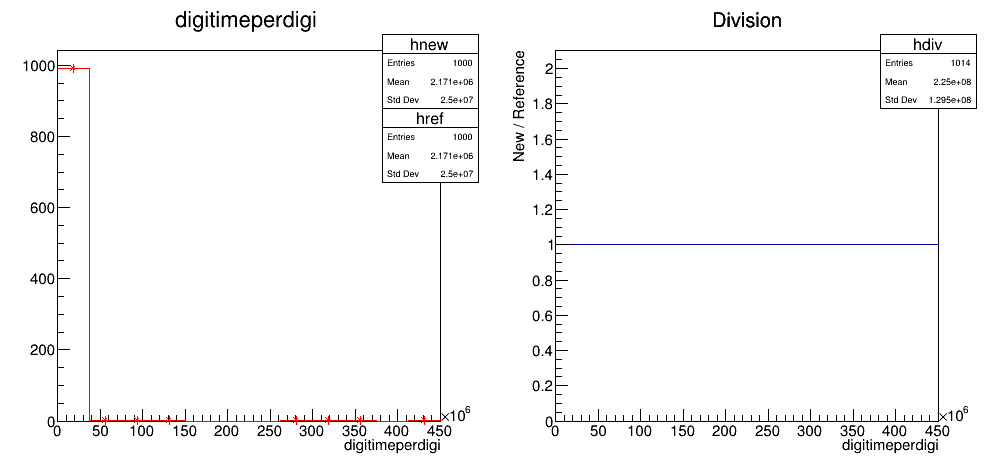 digitimeperdigi
hnew
Entries 1000
Mean 2.171e+06
Std Dev 2.5e+07
href
Entries 1000
Mean 2.171e+06
Std Dev 2.5e+07
1000
800
600
400
200
0
0 50 100 150 200 250 300 350 400 450
×10⁶
digitimeperdigi
Division
hdiv
Entries 1014
Mean 2.25e+08
Std Dev 1.295e+08
New / Reference
2
1.8
1.6
1.4
1.2
1
0.8
0.6
0.4
0.2
0
0 50 100 150 200 250 300 350 400 450
×10⁶
digitimeperdigi